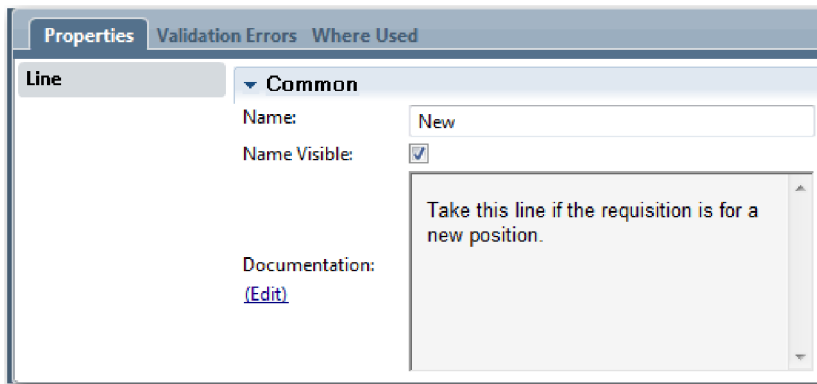 Properties Validation Errors Where Used
Line
Common
Name: New
Name Visible:
Take this line if the requisition is for a
new position.
Documentation:
(Edit)